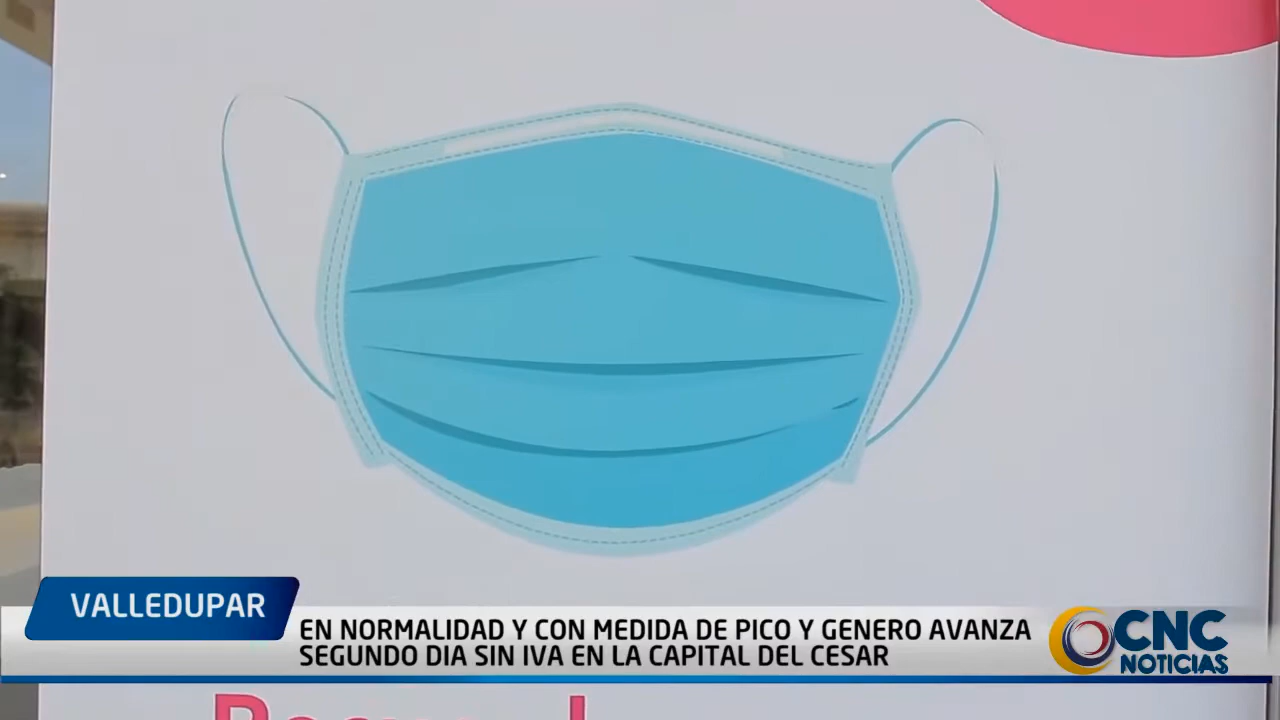 VALLEDUPAR
EN NORMALIDAD Y CON MEDIDA DE PICO Y GENERO AVANZA
SEGUNDO DIA SIN IVA EN LA CAPITAL DEL CESAR
CNC
NOTICIAS